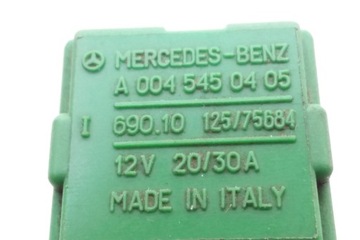 MERCEDES-BENZ
A 004 545 04 05
I 690.10 125/75684
12V 20/30A
MADE IN ITALY